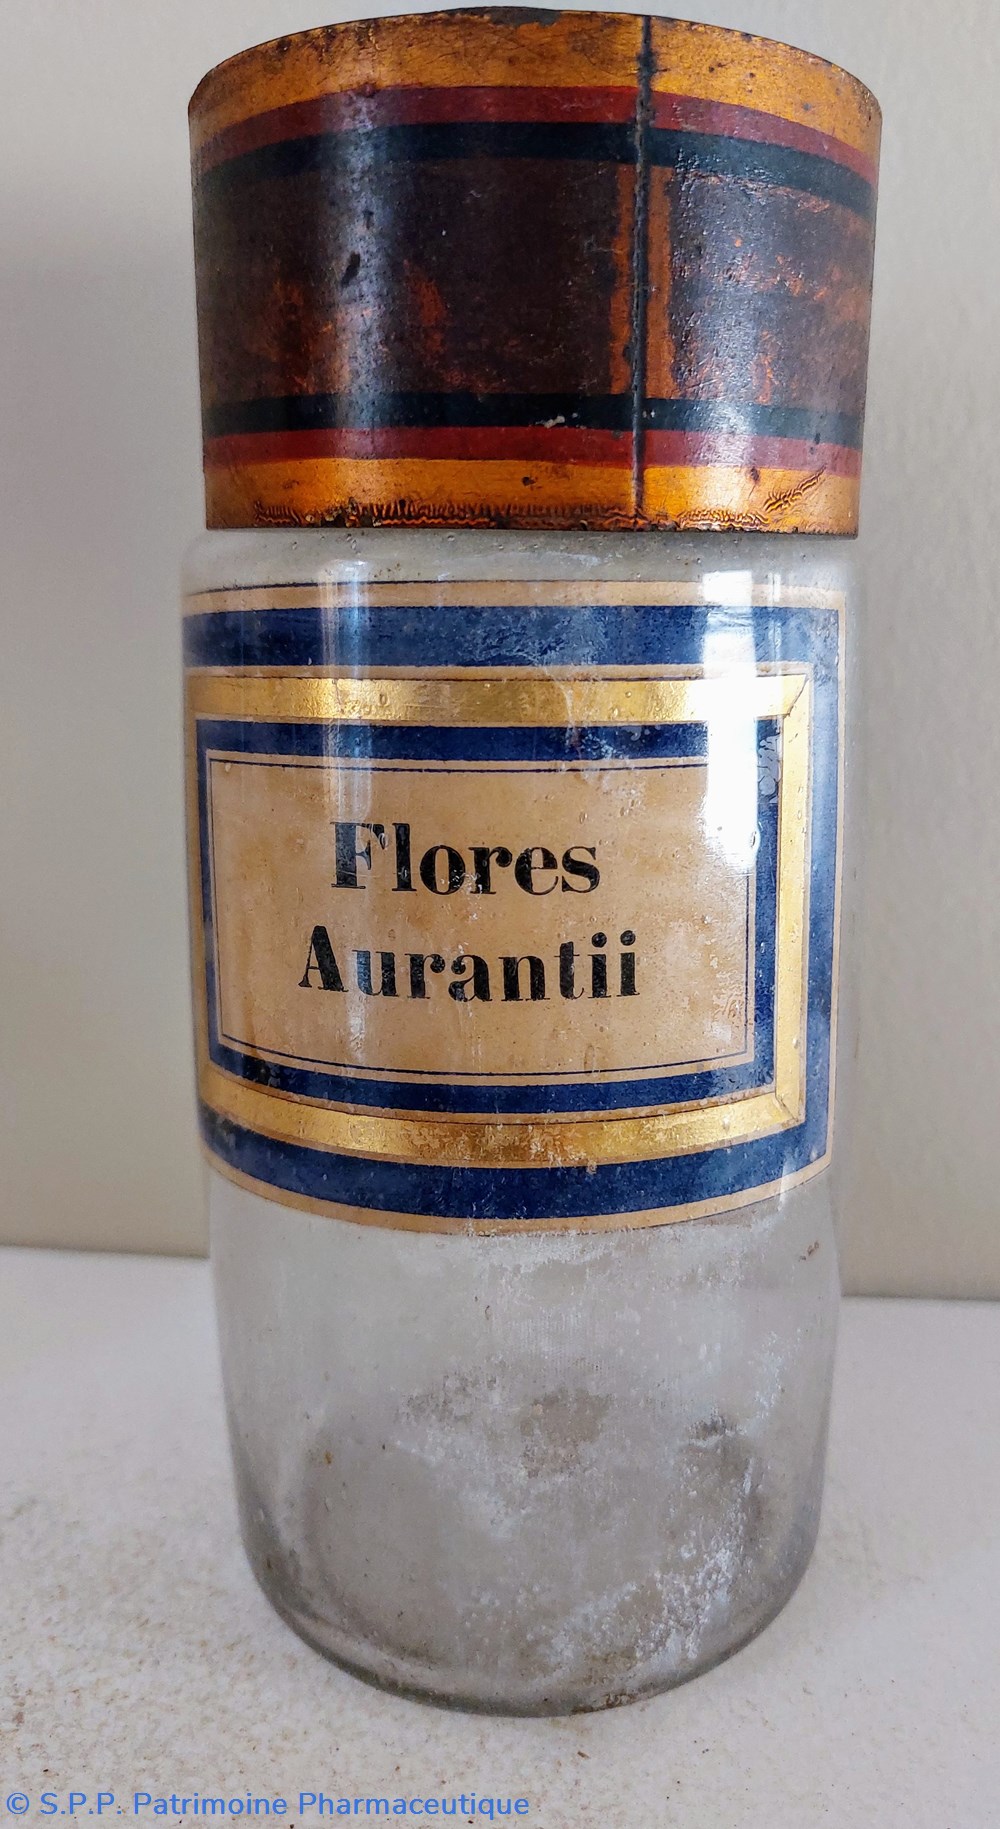 Flores
Aurantii
© S.P.P. Patrimoine Pharmaceutique